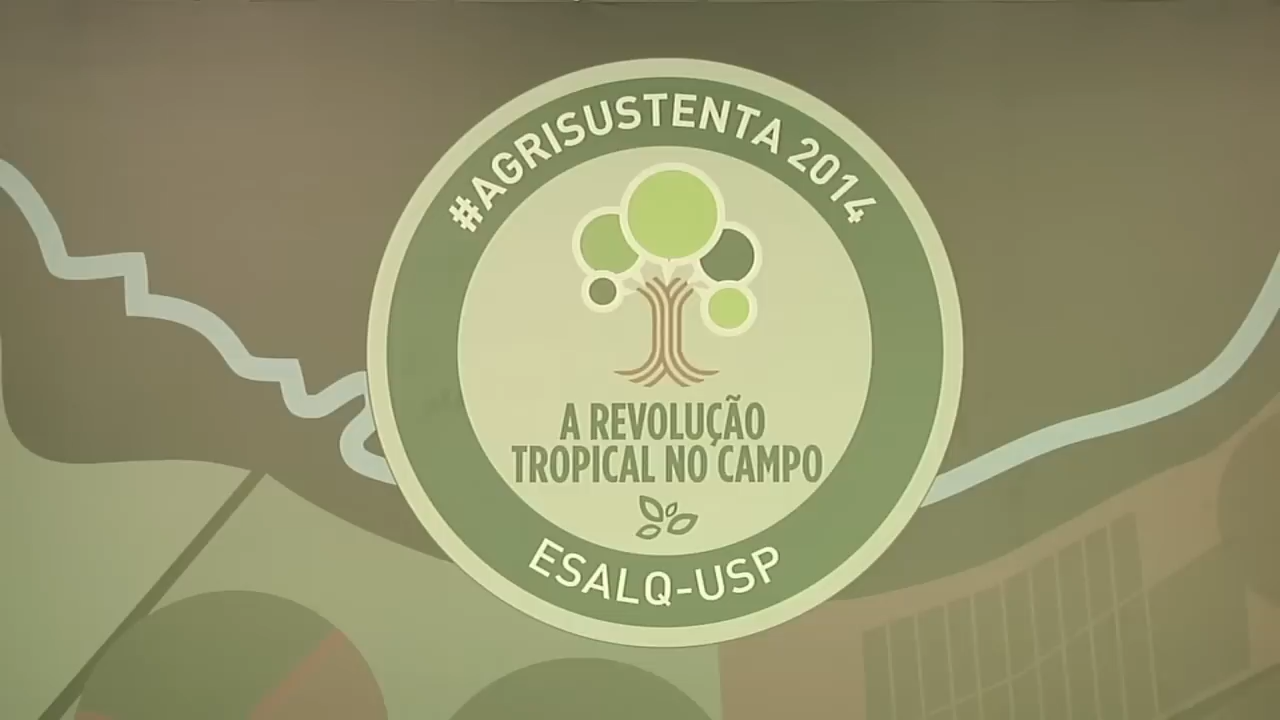 #AGRISUSTENTA 2014
A REVOLUÇÃO
TROPICAL NO CAMPO
ESALQ-USP